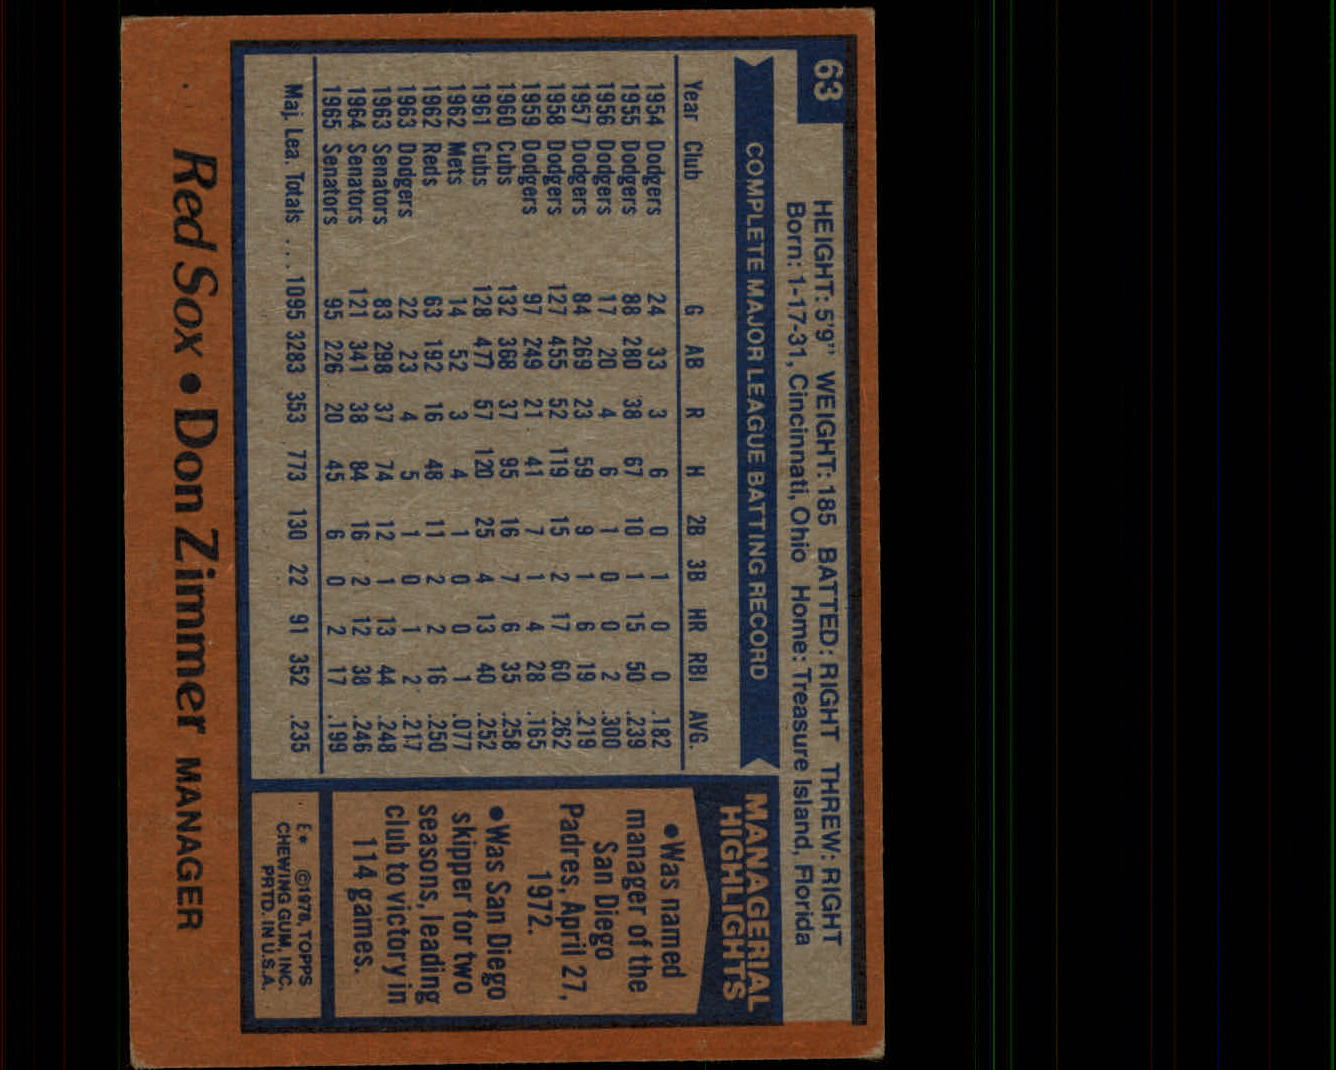 63
HEIGHT: 5'9" WEIGHT: 185 BATTED: RIGHT THREW: RIGHT
Born: 1-17-31, Cincinnati, Ohio Home: Treasure Island, Florida
COMPLETE MAJOR LEAGUE BATTING RECORD
Year Club G AB R H 2B 3B HR RBI AVG.
1954 Dodgers 24 33 3 6 0 1 0 0 .182
1955 Dodgers 88 280 38 67 10 1 15 50 .239
1956 Dodgers 17 20 4 6 1 0 0 2 .300
1957 Dodgers 84 269 23 59 9 1 6 19 .219
1958 Dodgers 127 455 52 119 15 2 17 60 .262
1959 Dodgers 97 249 21 41 7 1 4 28 .165
1960 Cubs 132 368 37 95 16 7 6 35 .258
1961 Cubs 128 477 57 120 25 4 13 40 .252
1962 Mets 14 52 3 4 1 0 0 1 .077
1962 Reds 63 192 16 48 11 2 2 16 .250
1963 Dodgers 22 23 4 5 1 0 1 2 .217
1963 Senators 83 298 37 74 12 1 13 44 .248
1964 Senators 121 341 38 84 16 2 12 38 .246
1965 Senators 95 226 20 45 6 0 2 17 .199
Maj. Lea. Totals ... 1095 3283 353 773 130 22 91 352 .235
MANAGERIAL
HIGHLIGHTS
•Was named
manager of the
San Diego
Padres, April 27,
1972.
•Was San Diego
skipper for two
seasons, leading
club to victory in
114 games.
E* ©1978, TOPPS
CHEWING GUM, INC.
PRTD. IN U.S.A.
Red Sox • Don Zimmer MANAGER